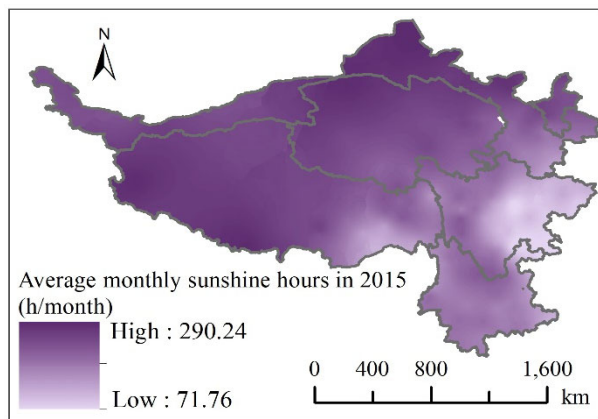 N
Average monthly sunshine hours in 2015
(h/month)
High : 290.24
Low : 71.76
0 400 800 1,600
km